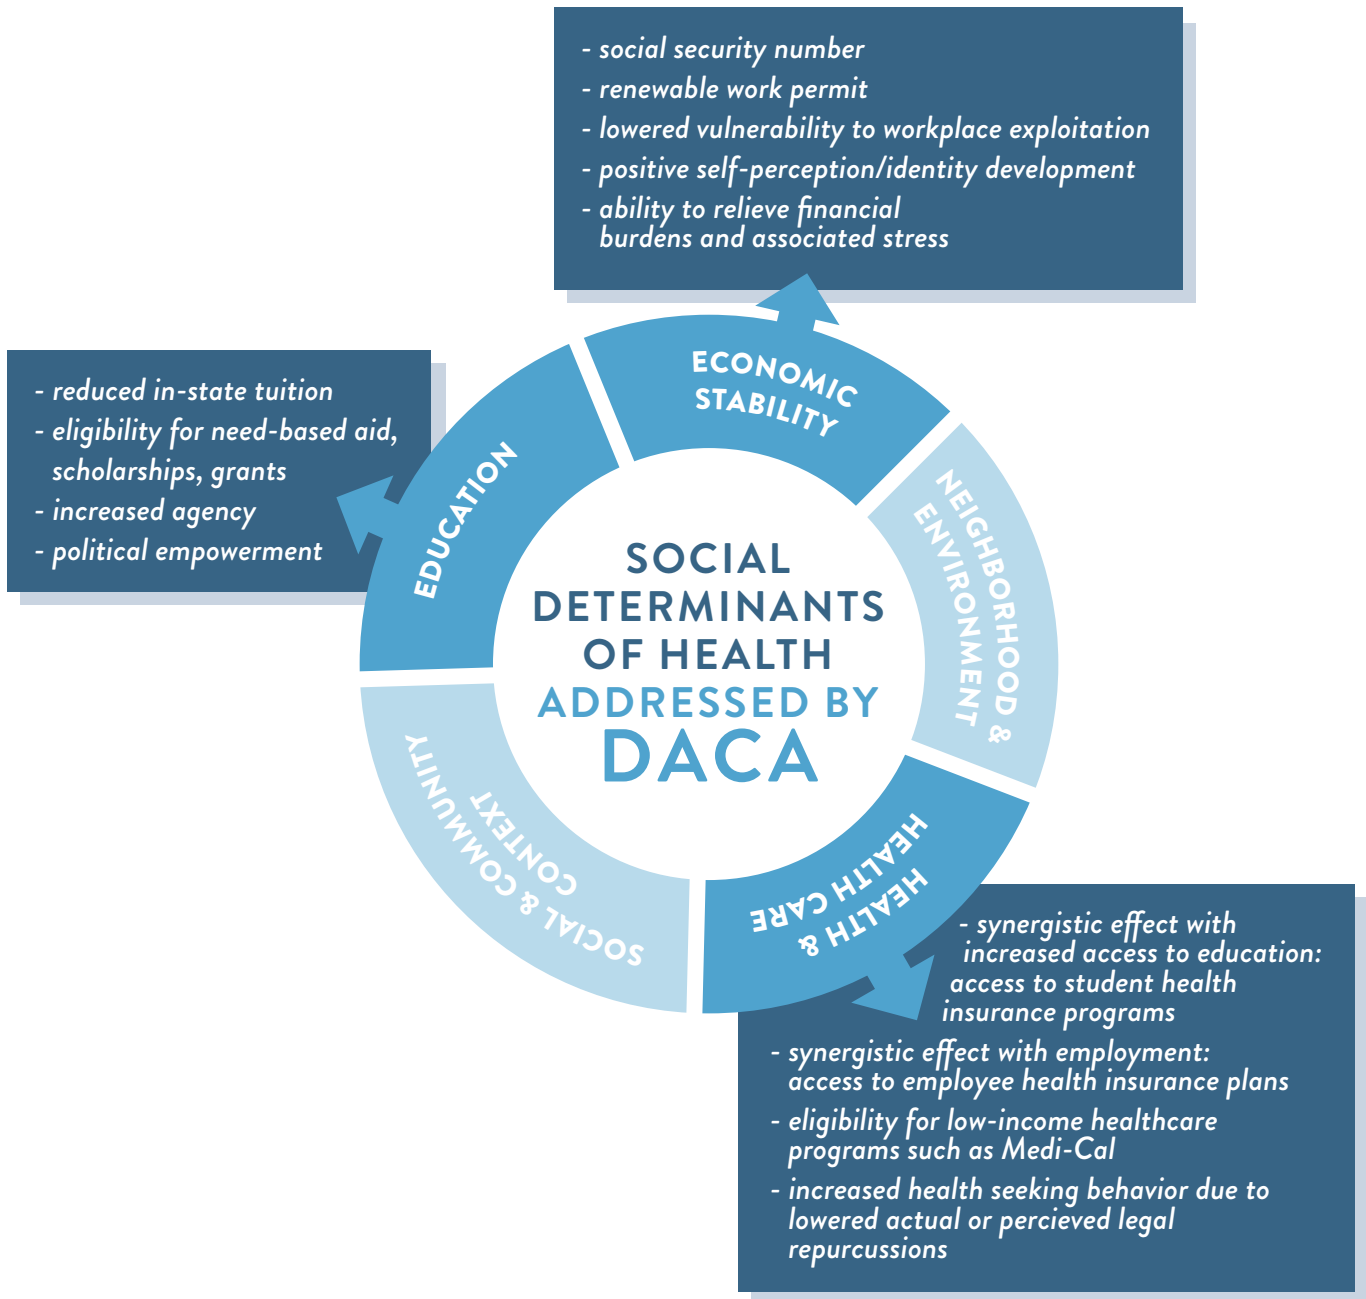 - social security number
- renewable work permit
- lowered vulnerability to workplace exploitation
- positive self-perception/identity development
- ability to relieve financial
burdens and associated stress
- reduced in-state tuition
- eligibility for need-based aid,
scholarships, grants
- increased agency
- political empowerment
ECONOMIC
STABILITY
EDUCATION
NEIGHBORHOOD &
ENVIRONMENT
SOCIAL
DETERMINANTS
OF HEALTH
ADDRESSED BY
DACA
SOCIAL & COMMUNITY
CONTEXT
HEALTH &
HEALTH CARE
- synergistic effect with
increased access to education:
access to student health
insurance programs
- synergistic effect with employment:
access to employee health insurance plans
- eligibility for low-income healthcare
programs such as Medi-Cal
- increased health seeking behavior due to
lowered actual or percieved legal
repurcussions